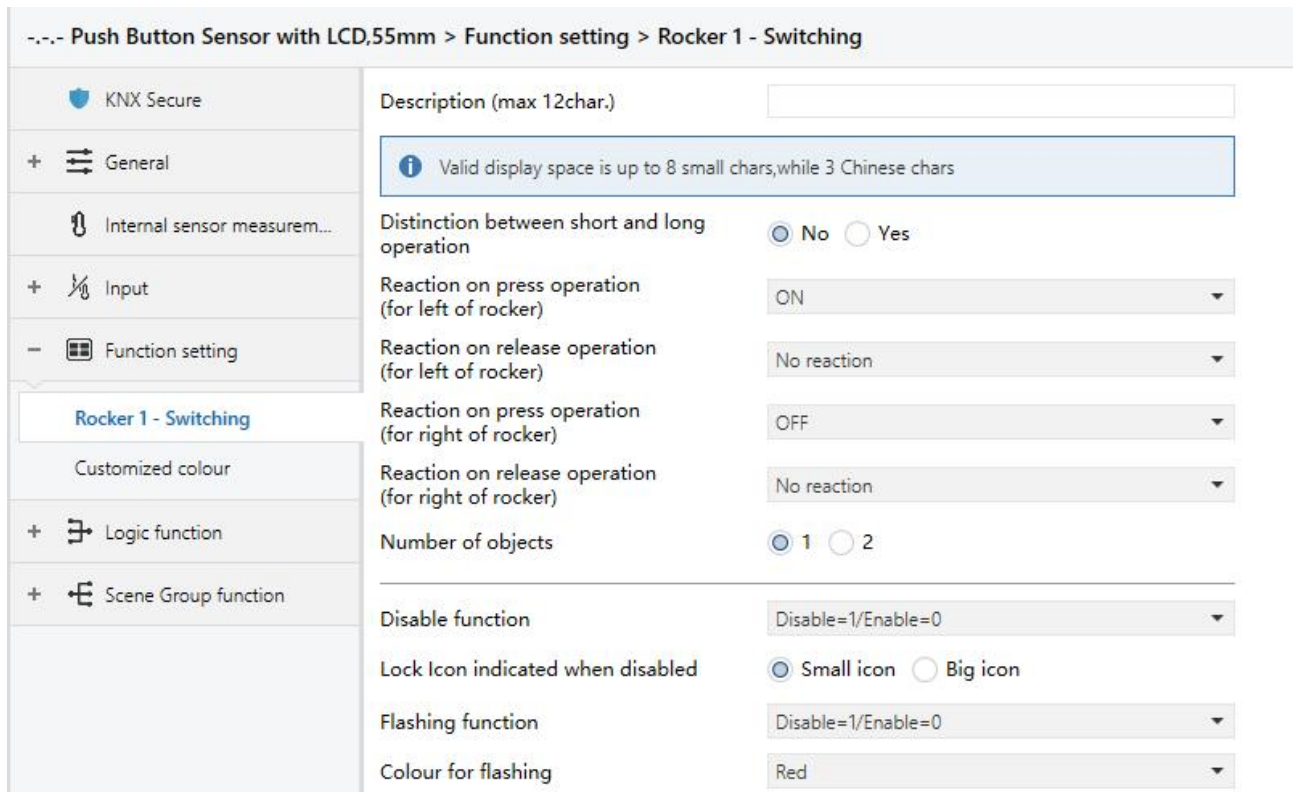 -.-.- Push Button Sensor with LCD,55mm > Function setting > Rocker 1 - Switching
KNX Secure
+ General
Internal sensor measurem...
+ Input
− Function setting
Rocker 1 - Switching
Customized colour
+ Logic function
+ Scene Group function
Description (max 12char.)
Valid display space is up to 8 small chars,while 3 Chinese chars
Distinction between short and long
operation
No Yes
Reaction on press operation
(for left of rocker)
ON
Reaction on release operation
(for left of rocker)
No reaction
Reaction on press operation
(for right of rocker)
OFF
Reaction on release operation
(for right of rocker)
No reaction
Number of objects
1 2
Disable function
Disable=1/Enable=0
Lock Icon indicated when disabled
Small icon Big icon
Flashing function
Disable=1/Enable=0
Colour for flashing
Red